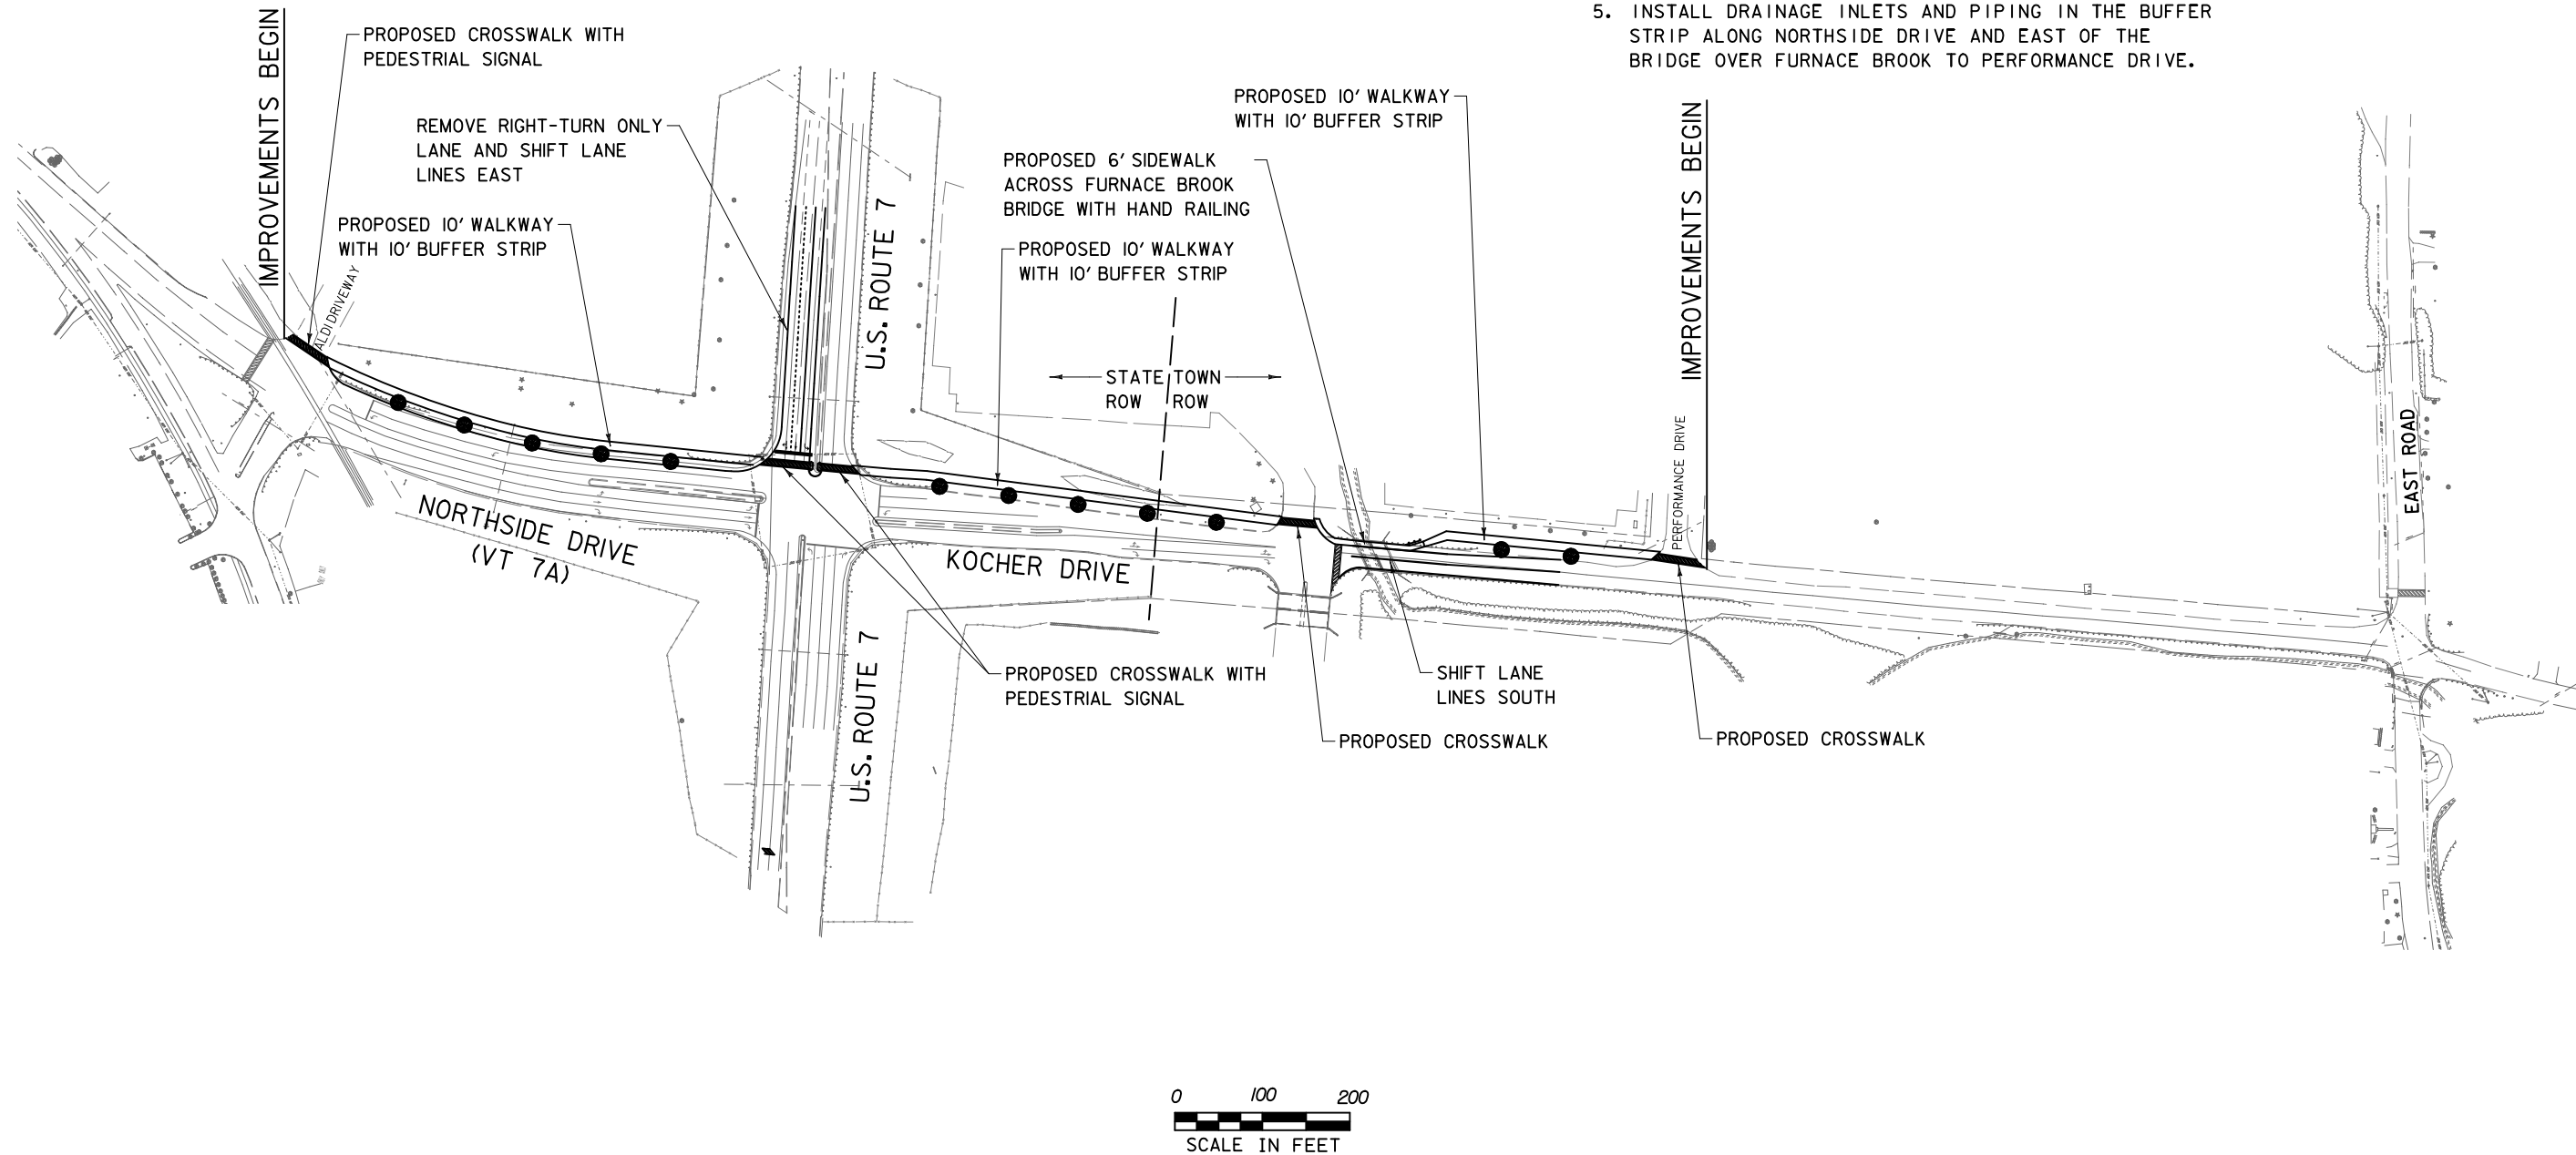 5. INSTALL DRAINAGE INLETS AND PIPING IN THE BUFFER
STRIP ALONG NORTHSIDE DRIVE AND EAST OF THE
BRIDGE OVER FURNACE BROOK TO PERFORMANCE DRIVE.
IMPROVEMENTS BEGIN
PROPOSED CROSSWALK WITH
PEDESTRIAL SIGNAL
REMOVE RIGHT-TURN ONLY
LANE AND SHIFT LANE
LINES EAST
PROPOSED 10' WALKWAY
WITH 10' BUFFER STRIP
ALDI DRIVEWAY
U.S. ROUTE 7
PROPOSED 10' WALKWAY
WITH 10' BUFFER STRIP
PROPOSED 6' SIDEWALK
ACROSS FURNACE BROOK
BRIDGE WITH HAND RAILING
PROPOSED 10' WALKWAY
WITH 10' BUFFER STRIP
IMPROVEMENTS BEGIN
STATE TOWN
ROW ROW
PERFORMANCE DRIVE
EAST ROAD
NORTHSIDE DRIVE
(VT 7A)
KOCHER DRIVE
U.S. ROUTE 7
PROPOSED CROSSWALK WITH
PEDESTRIAL SIGNAL
SHIFT LANE
LINES SOUTH
PROPOSED CROSSWALK
PROPOSED CROSSWALK
0 100 200
SCALE IN FEET